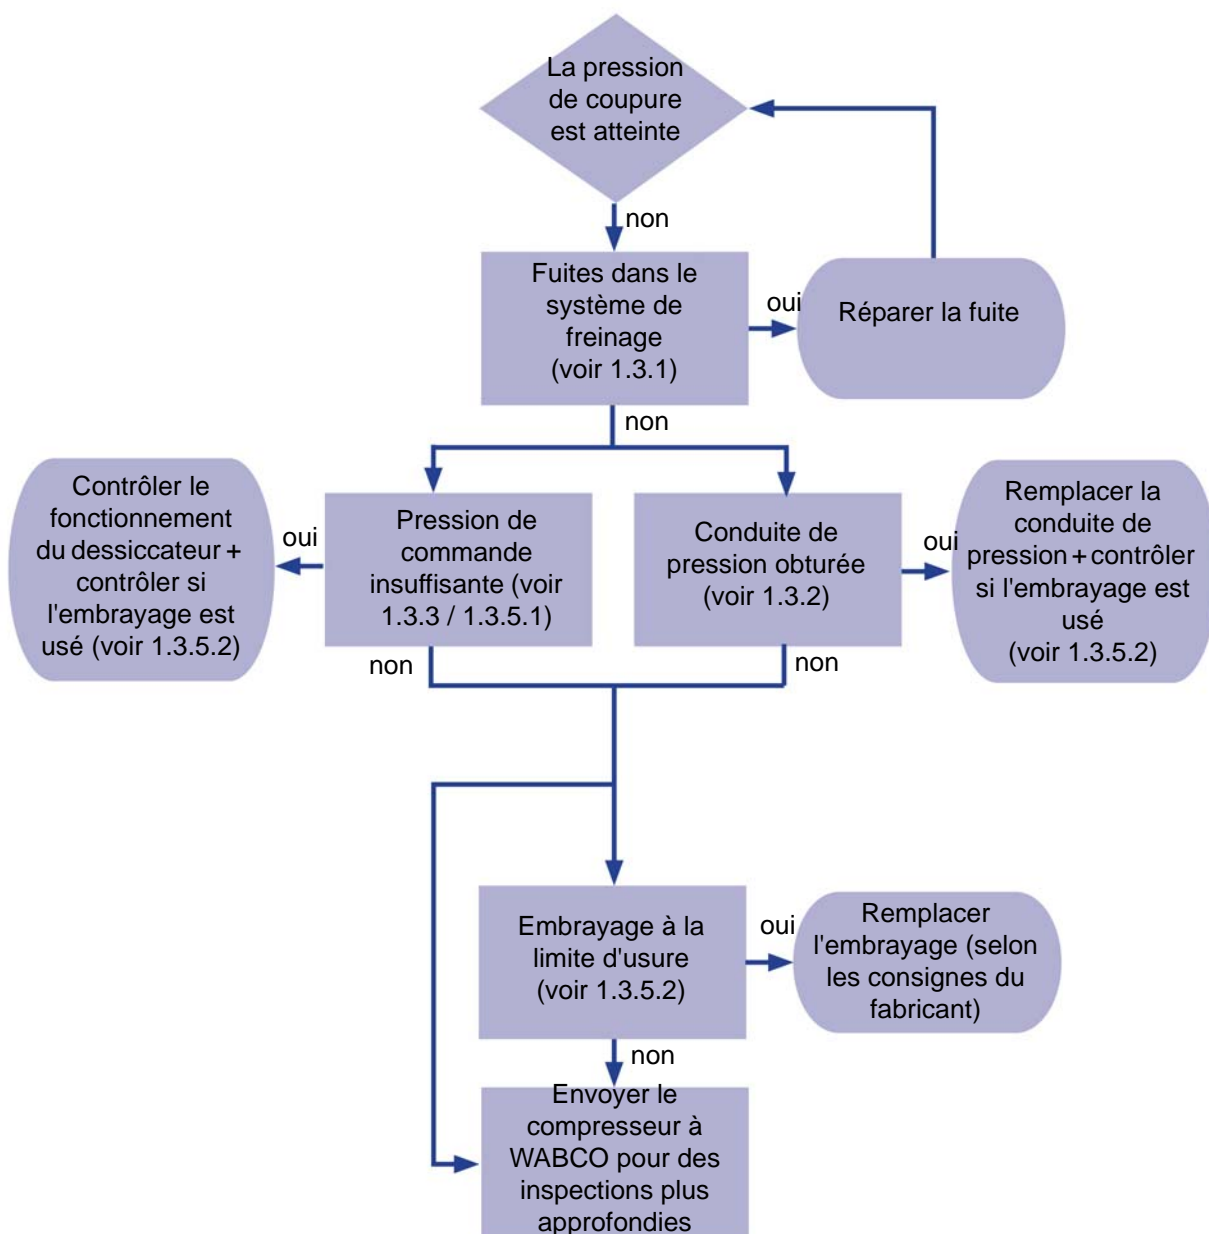 La pression
de coupure
est atteinte
non
Fuites dans le
système de
freinage
(voir 1.3.1)
oui
Réparer la fuite
non
Contrôler le
fonctionnement
du dessiccateur +
contrôler si
l'embrayage est
usé (voir 1.3.5.2)
oui
Pression de
commande
insuffisante (voir
1.3.3 / 1.3.5.1)
non
Conduite de
pression obturée
(voir 1.3.2)
oui
non
Remplacer la
conduite de
pression + contrôler
si l'embrayage est
usé
(voir 1.3.5.2)
Embrayage à la
limite d'usure
(voir 1.3.5.2)
oui
Remplacer
l'embrayage (selon
les consignes du
fabricant)
non
Envoyer le
compresseur à
WABCO pour des
inspections plus
approfondies